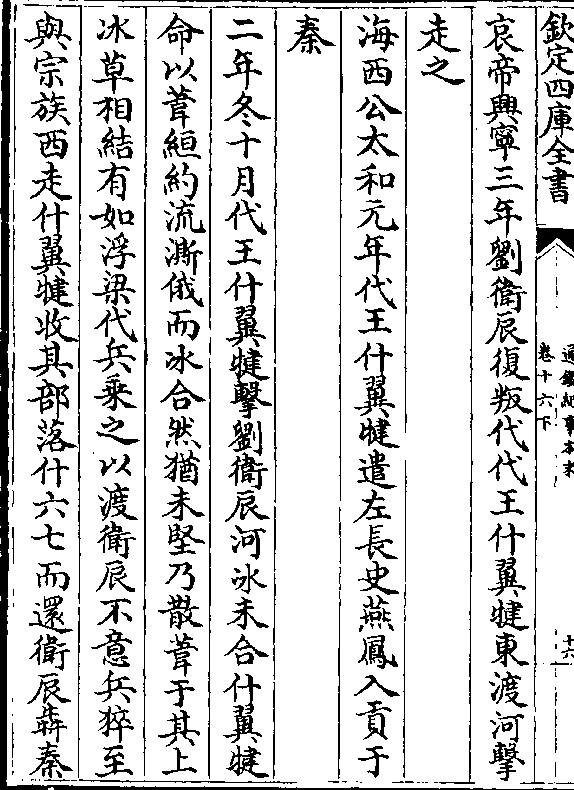 欽定四庫全書
通鑑紀事本末
卷十六下
十六
哀帝興寧三年劉衛辰復叛代代王什翼犍東渡河擊
走之
海西公太和元年代王什翼犍遣左長史燕鳳入貢于
秦
二年冬十月代王什翼犍擊劉衛辰河冰未合什翼犍
命以葦絙約流澌俄而冰合然猶未堅乃散葦于其上
冰草相結有如浮梁代兵乘之以渡衛辰不意兵猝至
與宗族西走什翼犍收其部落什六七而還衛辰犇秦